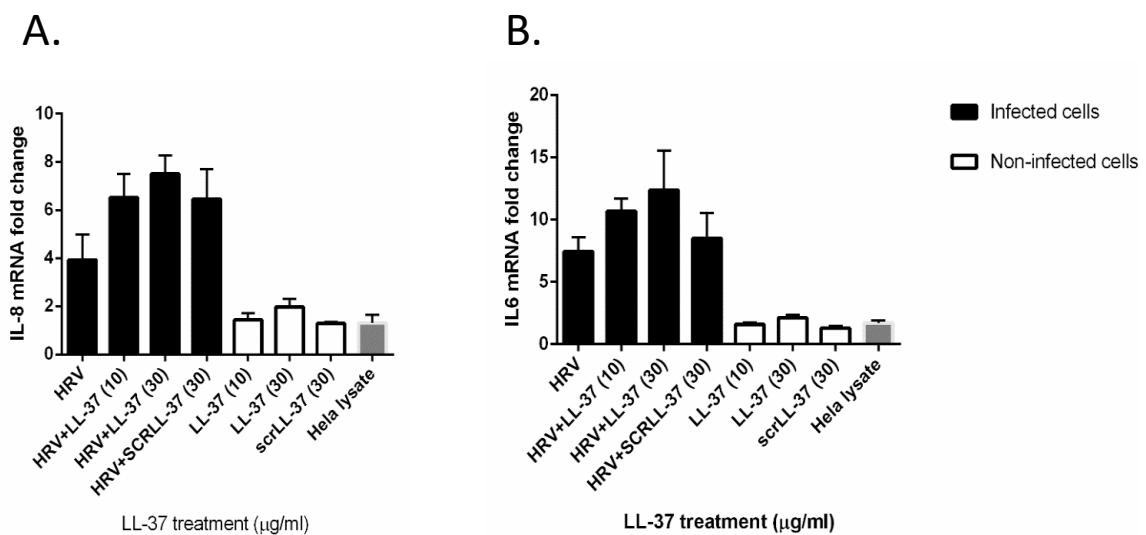 A.
IL-8 mRNA fold change
10
8
6
4
2
0
HRV
HRV+LL-37 (10)
HRV+LL-37 (30)
HRV+SCRLL-37 (30)
LL-37 (10)
LL-37 (30)
scrLL-37 (30)
Hela lysate
LL-37 treatment (μg/ml)
B.
IL6 mRNA fold change
20
15
10
5
0
HRV
HRV+LL-37 (10)
HRV+LL-37 (30)
HRV+SCRLL-37 (30)
LL-37 (10)
LL-37 (30)
scrLL-37 (30)
Hela lysate
LL-37 treatment (μg/ml)
Infected cells
Non-infected cells